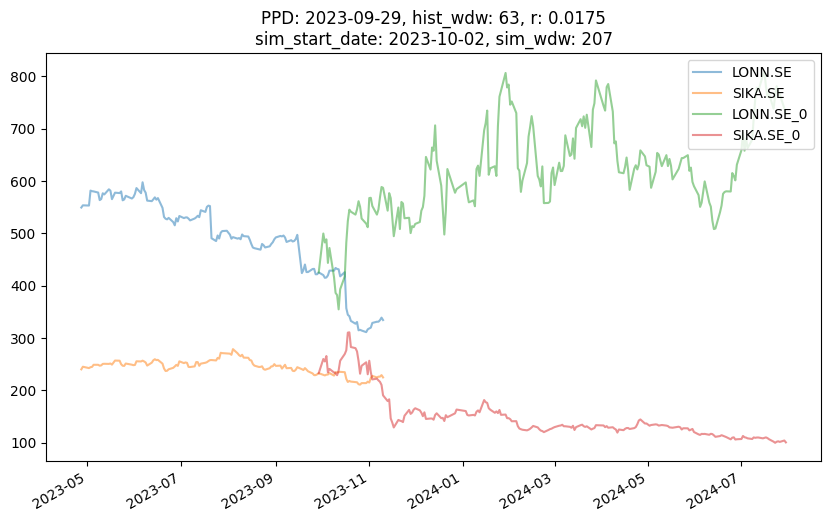 PPD: 2023-09-29, hist_wdw: 63, r: 0.0175
sim_start_date: 2023-10-02, sim_wdw: 207
LONN.SE
SIKA.SE
LONN.SE_0
SIKA.SE_0
800
700
600
500
400
300
200
100
2023-05
2023-07
2023-09
2023-11
2024-01
2024-03
2024-05
2024-07